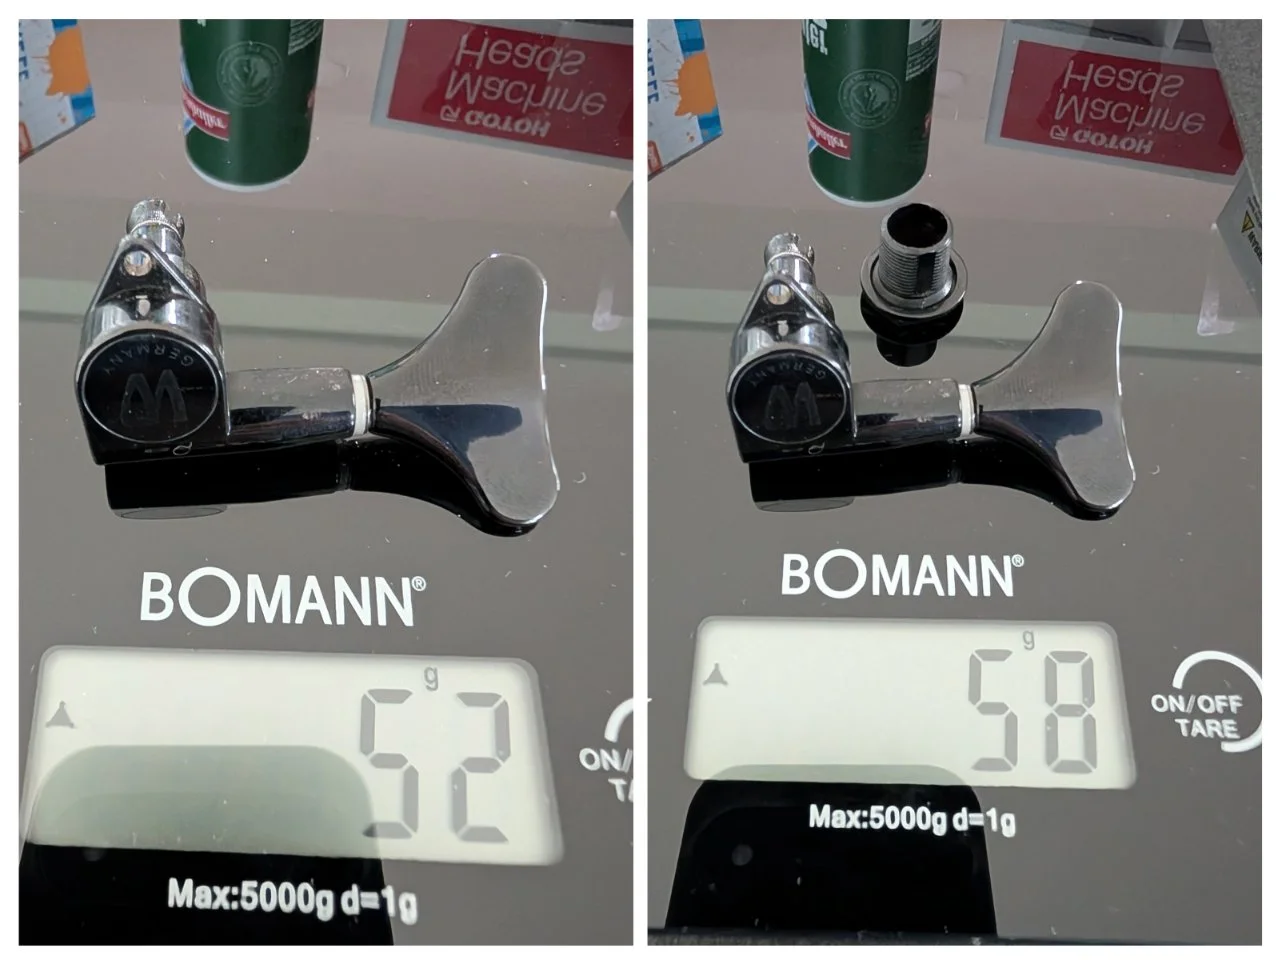 Heads
Machine
GOTOH
GERMANY
W
BOMANN®
g
52
ON/
Max:5000g d=1g
Heads
Machine
GOTOH
GERMANY
W
BOMANN®
g
58
ON/OFF
TARE
Max:5000g d=1g